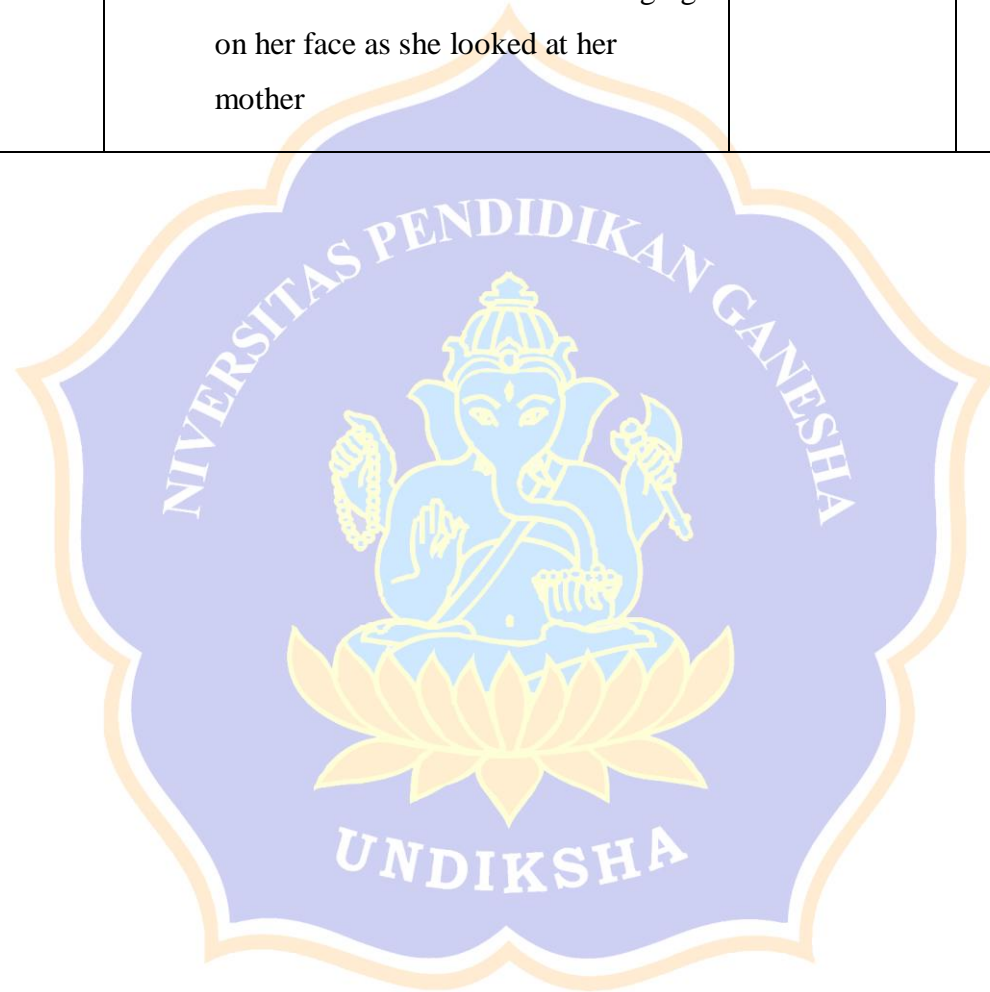 on her face as she looked at her
mother
NIVERSITAS PENDIDIKAN GANESHA
UNDIKSHA